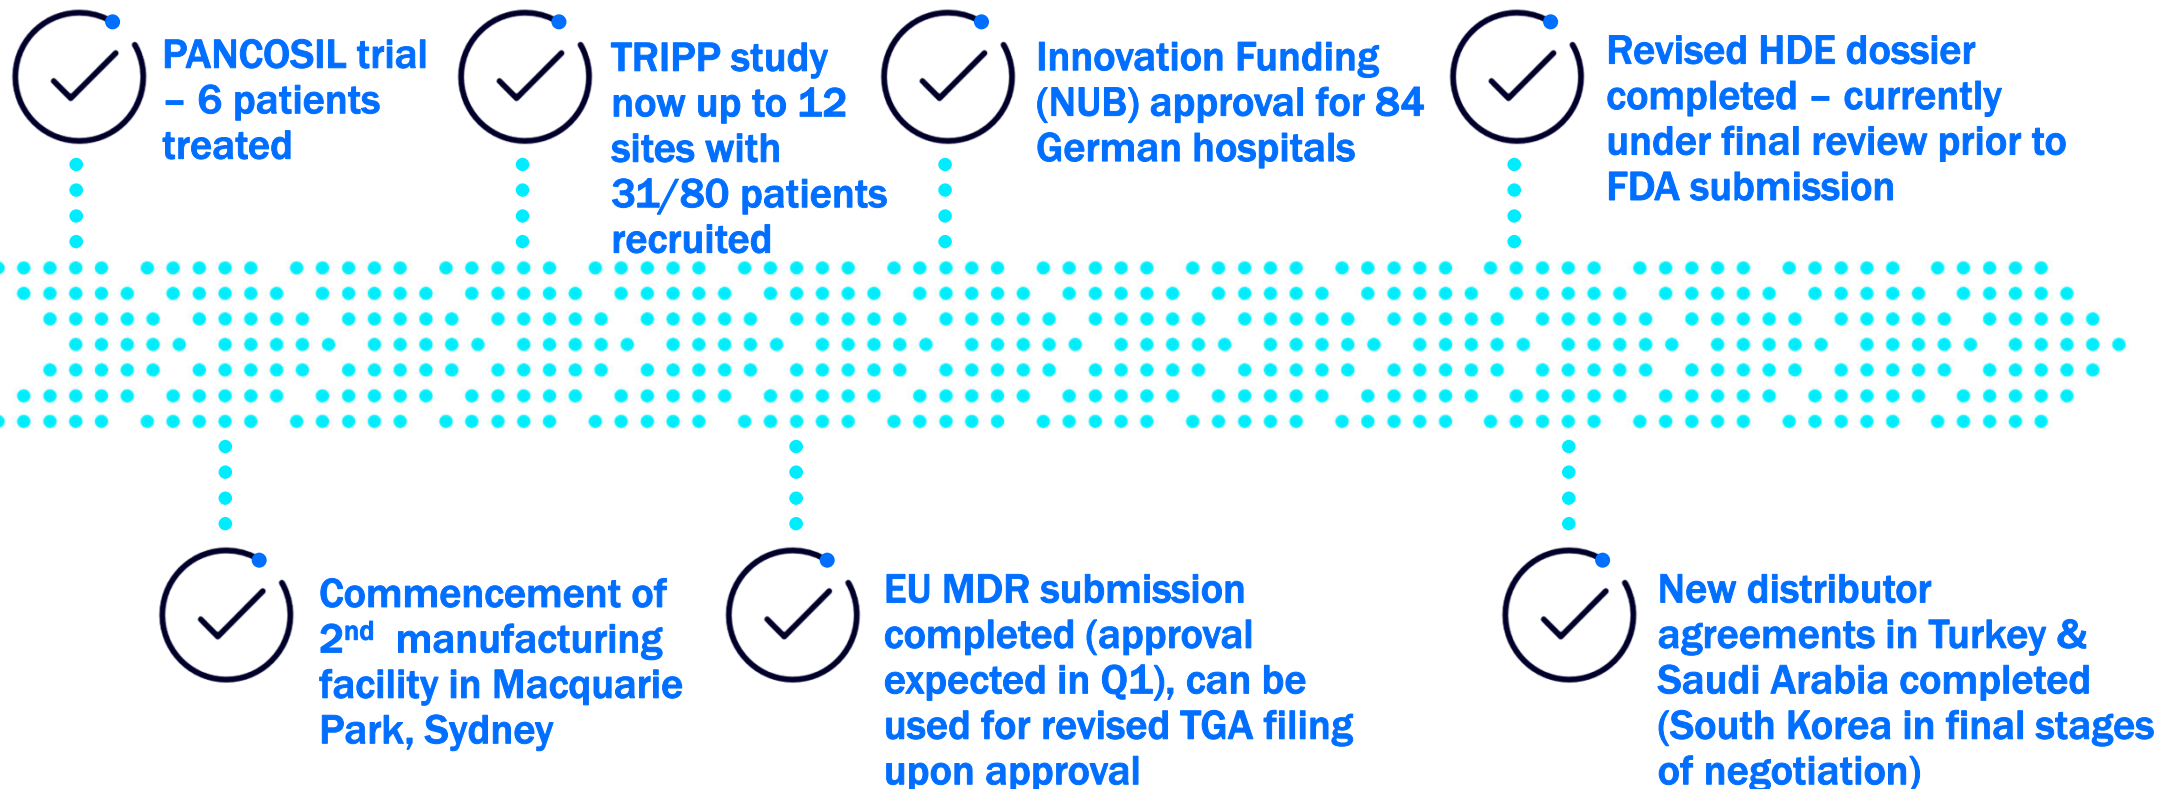 PANCOSIL trial
– 6 patients
treated
TRIPP study
now up to 12
sites with
31/80 patients
recruited
Innovation Funding
(NUB) approval for 84
German hospitals
Revised HDE dossier
completed – currently
under final review prior to
FDA submission
Commencement of
2nd manufacturing
facility in Macquarie
Park, Sydney
EU MDR submission
completed (approval
expected in Q1), can be
used for revised TGA filing
upon approval
New distributor
agreements in Turkey &
Saudi Arabia completed
(South Korea in final stages
of negotiation)